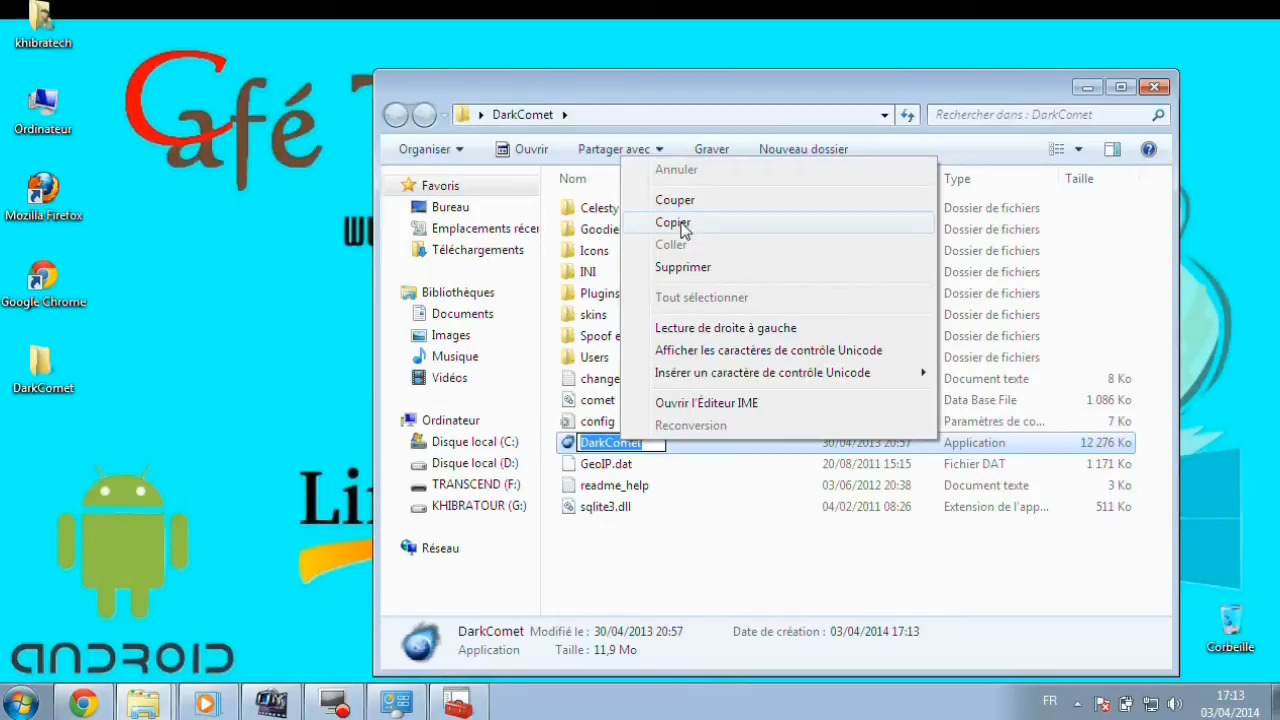 khibratech
Café T
Ordinateur
DarkComet
Rechercher dans : DarkComet
Organiser
Ouvrir
Partager avec
Graver
Nouveau dossier
Mozilla Firefox
Google Chrome
DarkComet
Favoris
Bureau
Emplacements récer
Téléchargements
Bibliothèques
Documents
Images
Musique
Vidéos
Ordinateur
Disque local (C:)
Disque local (D:)
TRANSCEND (F:)
KHIBRATOUR (G:)
Réseau
Nom
Type
Taille
Celesty
Dossier de fichiers
Goodie
Dossier de fichiers
Icons
Dossier de fichiers
INI
Dossier de fichiers
Plugins
Dossier de fichiers
skins
Dossier de fichiers
Spoof e
Dossier de fichiers
Users
Dossier de fichiers
change
Document texte
8 Ko
comet
Data Base File
1 086 Ko
config
Paramètres de co...
7 Ko
DarkComet
30/04/2013 20:57
Application
12 276 Ko
GeoIP.dat
20/08/2011 15:15
Fichier DAT
1 171 Ko
readme_help
03/06/2012 20:38
Document texte
3 Ko
sqlite3.dll
04/02/2011 08:26
Extension de l'app...
511 Ko
Annuler
Couper
Copier
Coller
Supprimer
Tout sélectionner
Lecture de droite à gauche
Afficher les caractères de contrôle Unicode
Insérer un caractère de contrôle Unicode
Ouvrir l'Éditeur IME
Reconversion
DarkComet
Modifié le : 30/04/2013 20:57
Date de création : 03/04/2014 17:13
Application
Taille : 11,9 Mo
Li
ANDROID
Corbeille
FR
17:13
03/04/2014